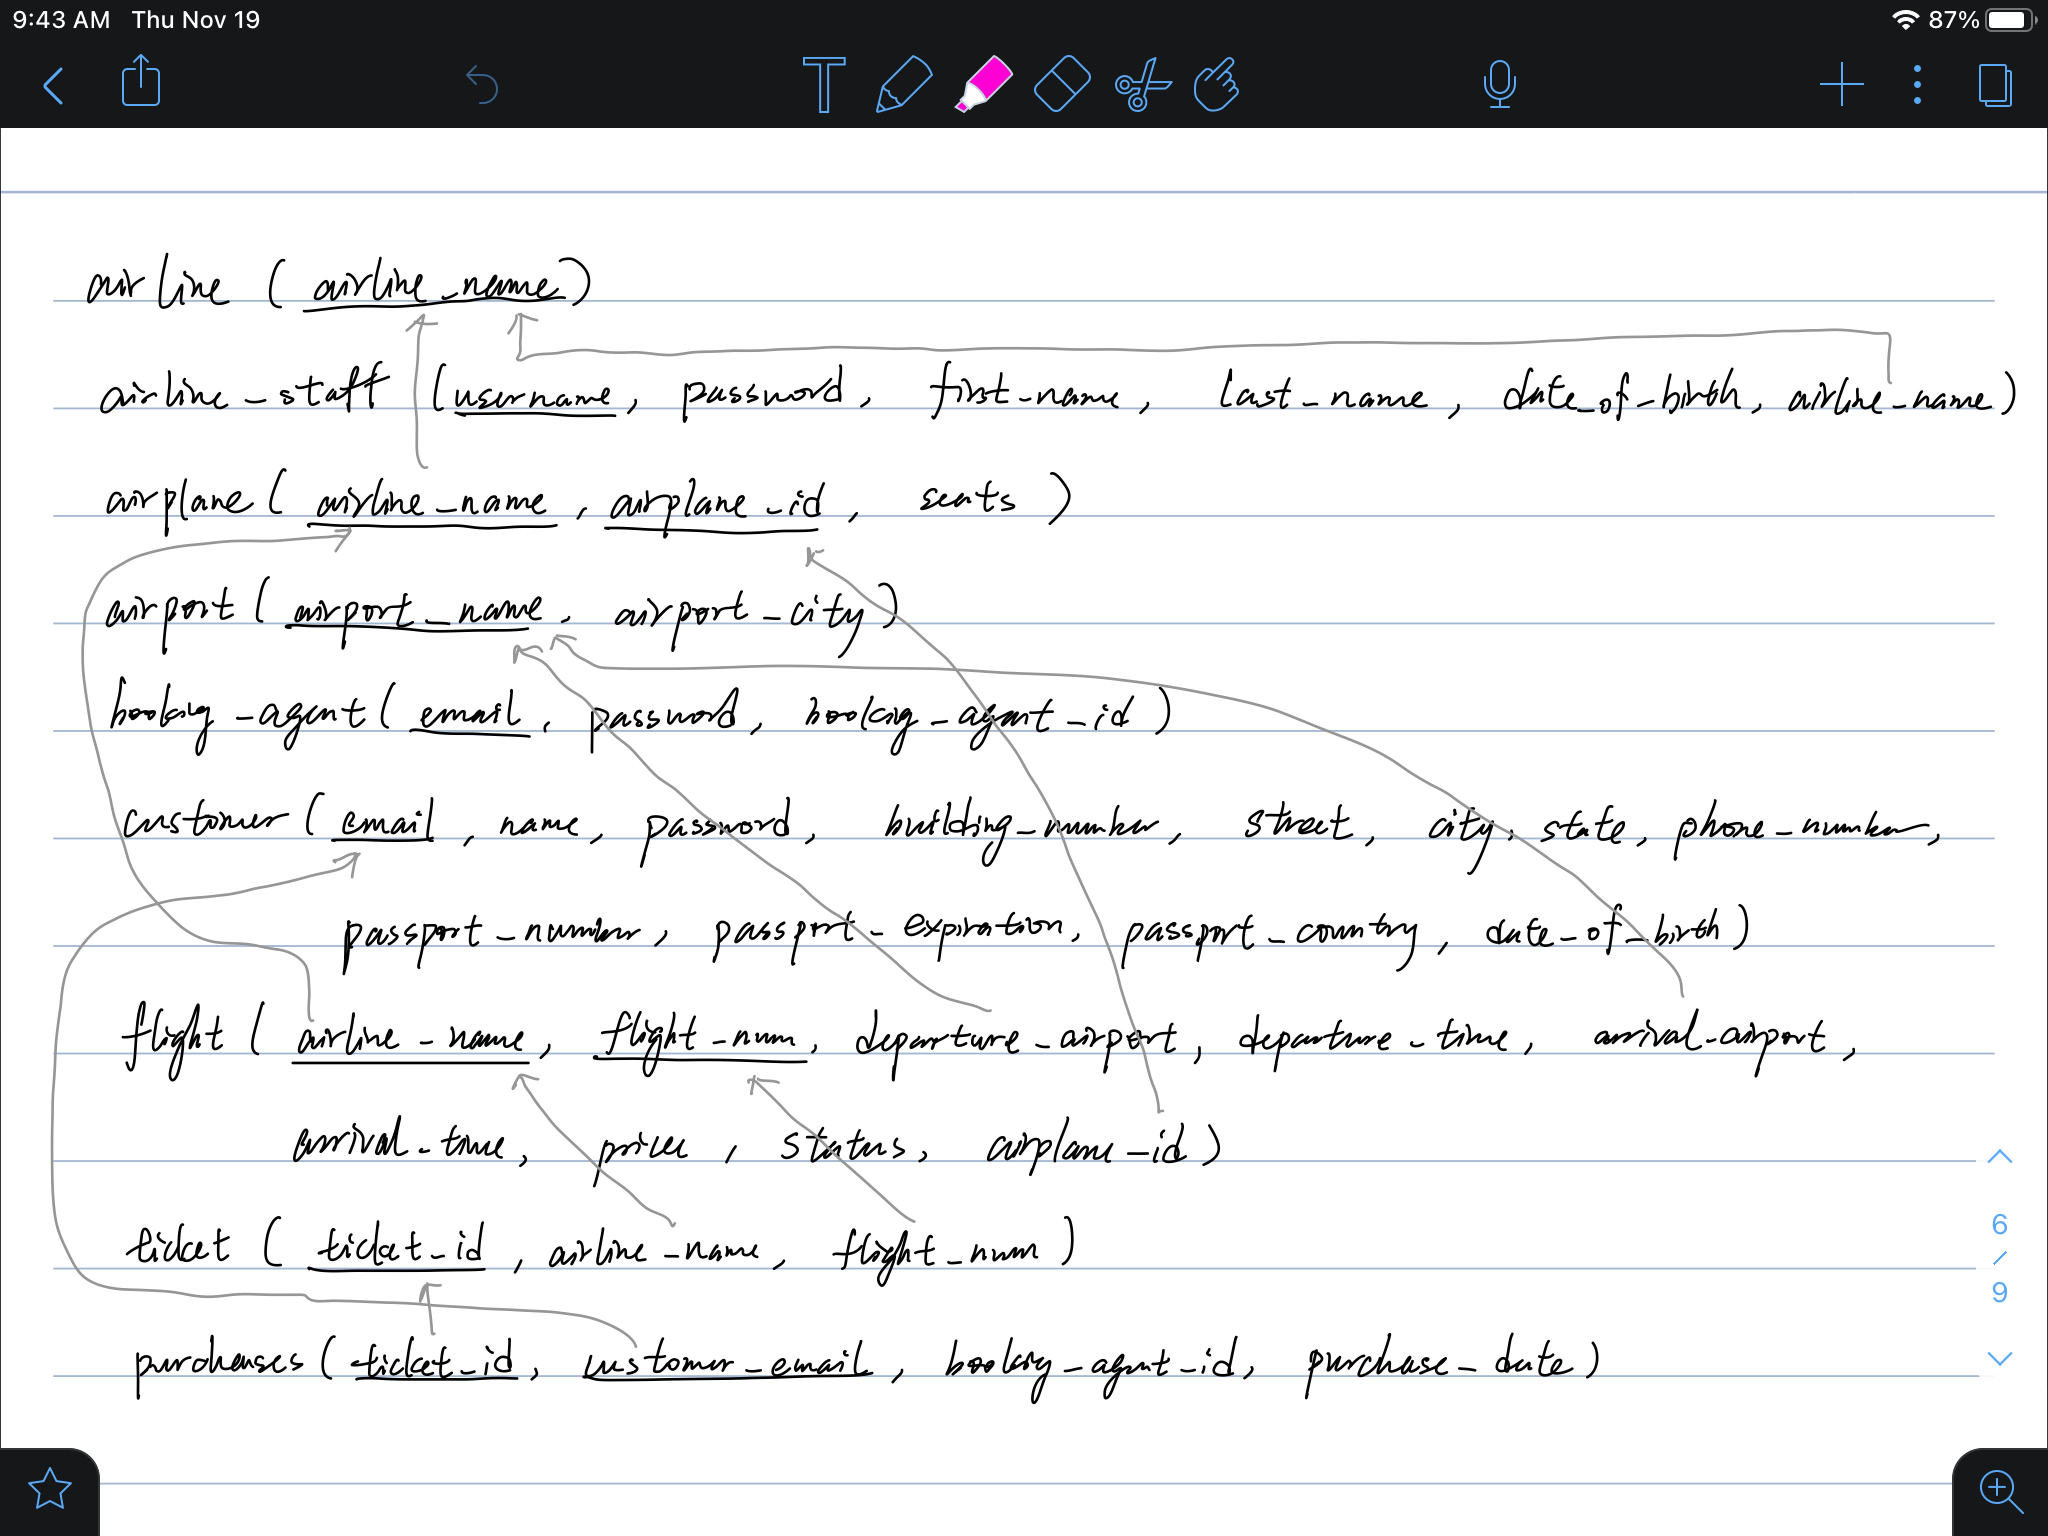 9:43 AM Thu Nov 19 87%
airline ( airline_name )
airline_staff ( username, password, first_name, last_name, date_of_birth, airline_name )
airplane ( airline_name, airplane_id, seats )
airport ( airport_name, airport_city )
booking_agent ( email, password, booking_agent_id )
customer ( email, name, password, building_number, street, city, state, phone_number,
passport_number, passport_expiration, passport_country, date_of_birth )
flight ( airline_name, flight_num, departure_airport, departure_time, arrival_airport,
arrival_time, price, status, airplane_id )
ticket ( ticket_id, airline_name, flight_num )
purchases ( ticket_id, customer_email, booking_agent_id, purchase_date )
6
/
9